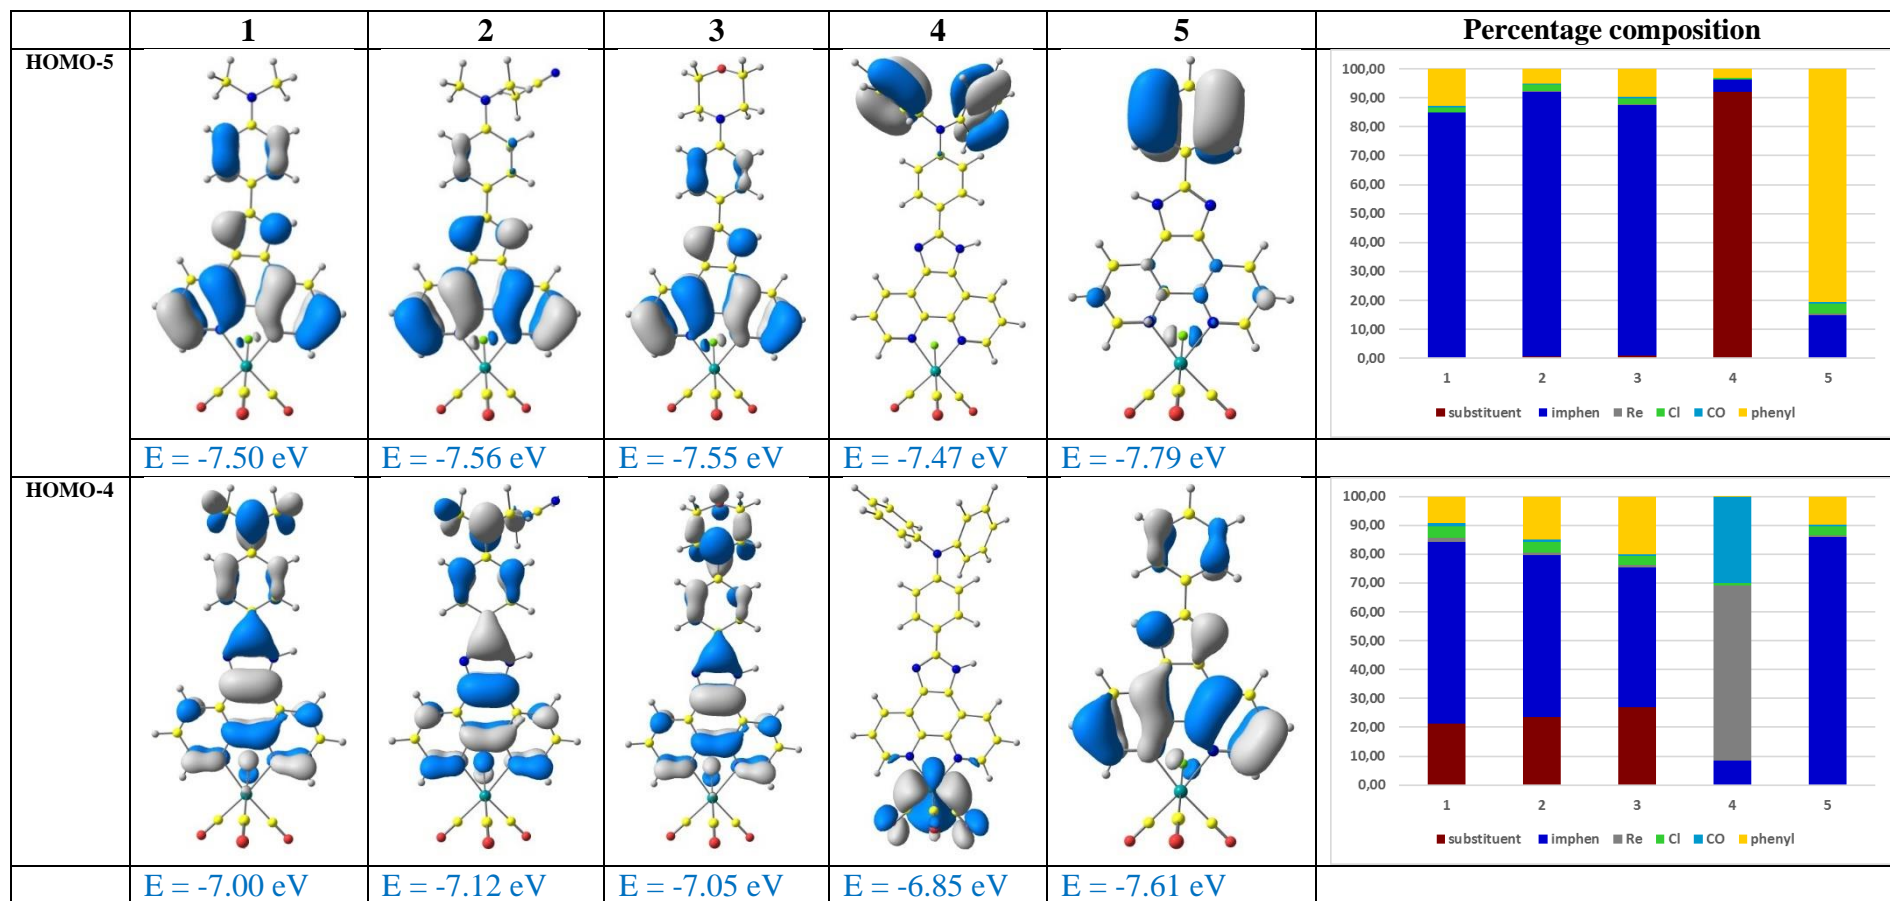 1 2 3 4 5 Percentage composition
HOMO-5
100,00
90,00
80,00
70,00
60,00
50,00
40,00
30,00
20,00
10,00
0,00
1 2 3 4 5
substituent imphen Re Cl CO phenyl
E = -7.50 eV E = -7.56 eV E = -7.55 eV E = -7.47 eV E = -7.79 eV
HOMO-4
100,00
90,00
80,00
70,00
60,00
50,00
40,00
30,00
20,00
10,00
0,00
1 2 3 4 5
substituent imphen Re Cl CO phenyl
E = -7.00 eV E = -7.12 eV E = -7.05 eV E = -6.85 eV E = -7.61 eV